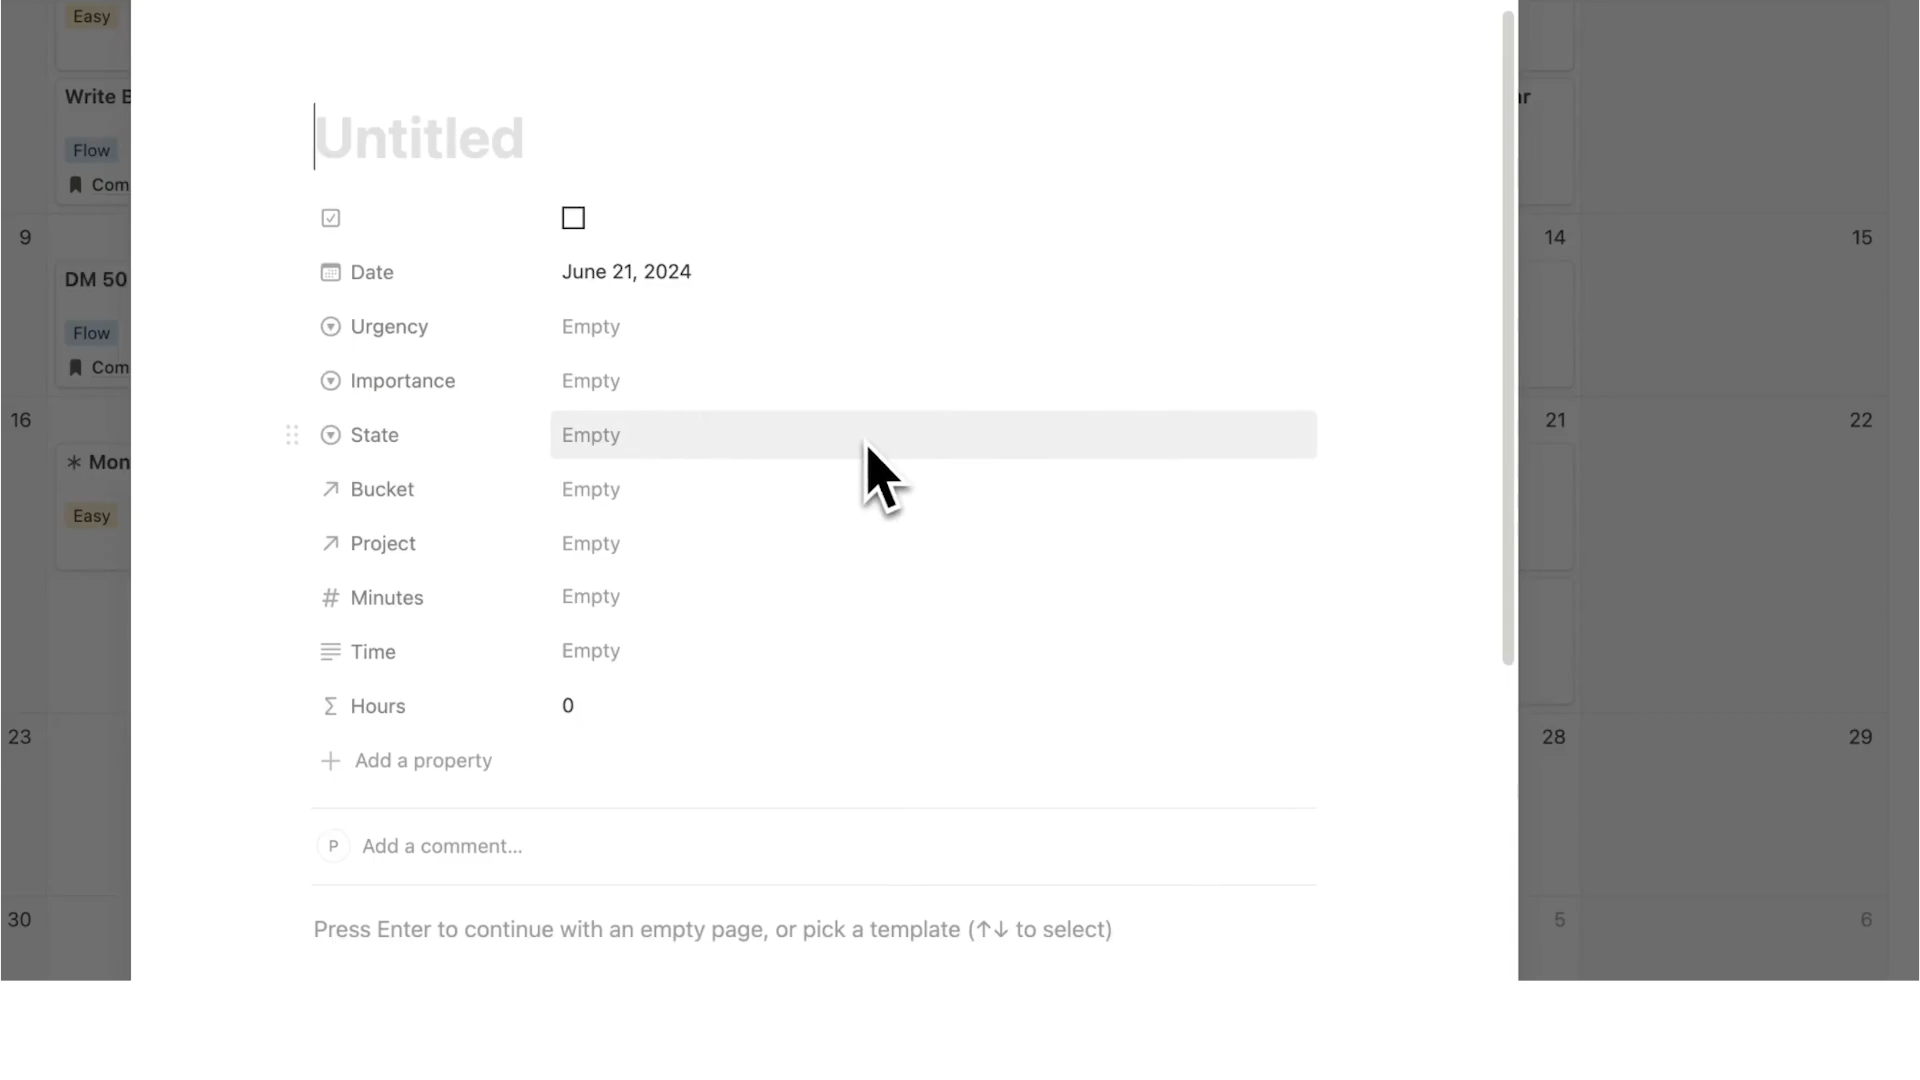 Easy
Write B
Flow
Com
9
DM 50
Flow
Com
16
* Mon
Easy
23
30
Untitled
Date June 21, 2024
Urgency Empty
Importance Empty
State Empty
Bucket Empty
Project Empty
# Minutes Empty
Time Empty
Σ Hours 0
+ Add a property
P Add a comment...
Press Enter to continue with an empty page, or pick a template (↑↓ to select)
ar
14 15
21 22
28 29
5 6